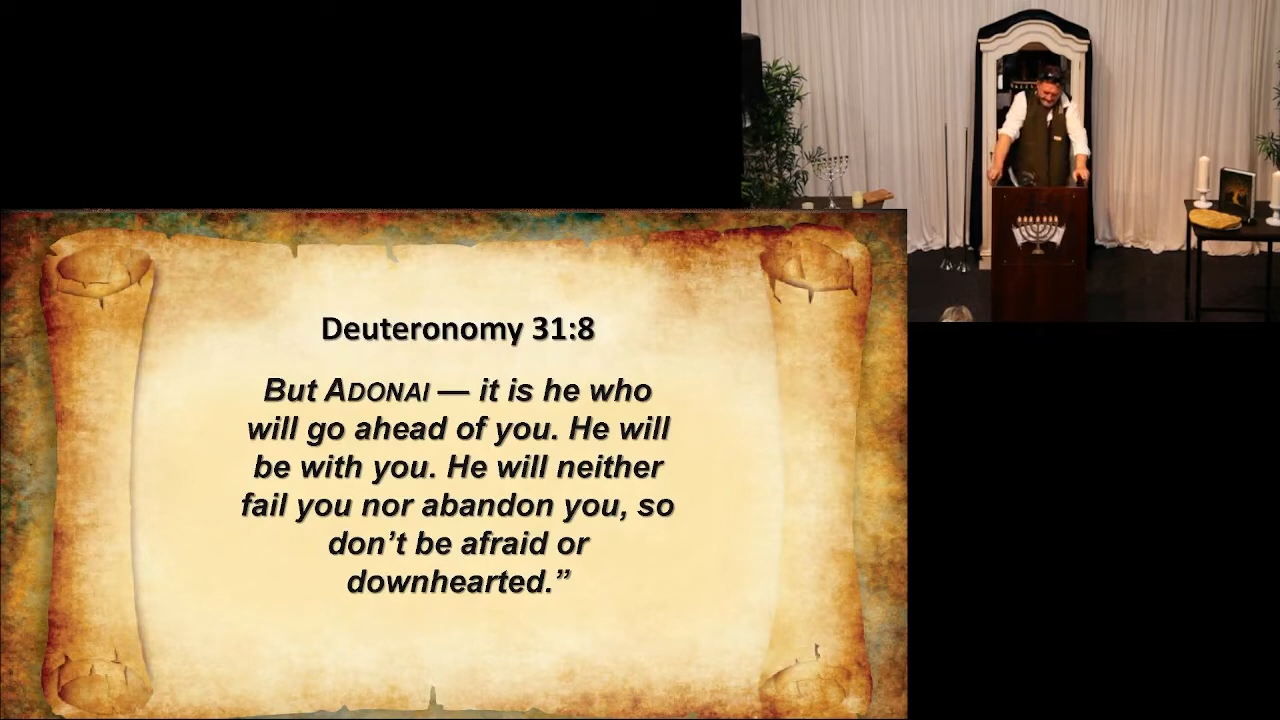 Deuteronomy 31:8
But ADONAI — it is he who
will go ahead of you. He will
be with you. He will neither
fail you nor abandon you, so
don’t be afraid or
downhearted.”